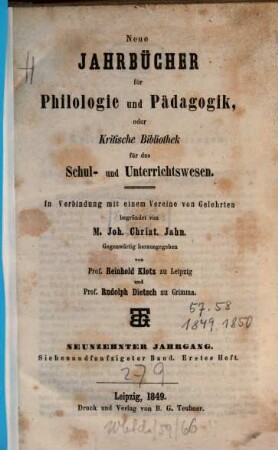 Neue
JAHRBÜCHER
für
Philologie und Pädagogik,
oder
Kritische Bibliothek
für das
Schul- und Unterrichtswesen.
In Verbindung mit einem Vereine von Gelehrten
begründet von
M. Joh. Christ. Jahn.
Gegenwärtig herausgegeben
von
Prof. Reinhold Klotz zu Leipzig
und
Prof. Rudolph Dietsch zu Grimma.
57.58
1849.1850
NEUNZEHNTER JAHRGANG.
Siebenundfunfzigster Band. Erstes Heft.
279
Leipzig, 1849.
Druck und Verlag von B. G. Teubner.